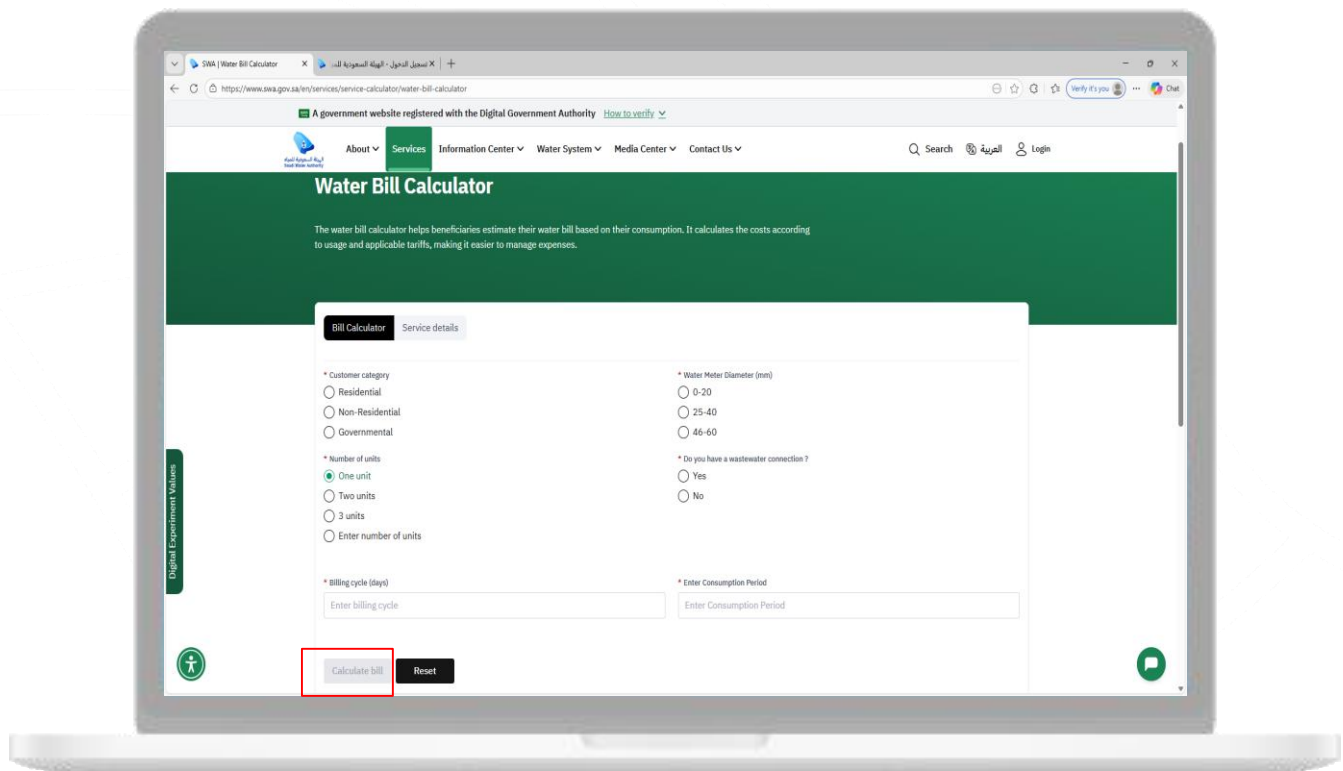 SWA | Water Bill Calculator
تسجيل الدخول - الهيئة السعودية للـ
https://www.swa.gov.sa/en/services/service-calculator/water-bill-calculator
Verify it's you
Chat
A government website registered with the Digital Government Authority How to verify
الهيئة السعودية للمياه
Saudi Water Authority
About
Services
Information Center
Water System
Media Center
Contact Us
Search
العربية
Login
Water Bill Calculator
The water bill calculator helps beneficiaries estimate their water bill based on their consumption. It calculates the costs according
to usage and applicable tariffs, making it easier to manage expenses.
Bill Calculator
Service details
* Customer category
Residential
Non-Residential
Governmental
* Water Meter Diameter (mm)
0-20
25-40
46-60
* Number of units
One unit
Two units
3 units
Enter number of units
* Do you have a wastewater connection ?
Yes
No
* Billing cycle (days)
Enter billing cycle
* Enter Consumption Period
Enter Consumption Period
Calculate bill
Reset
Digital Experiment Values